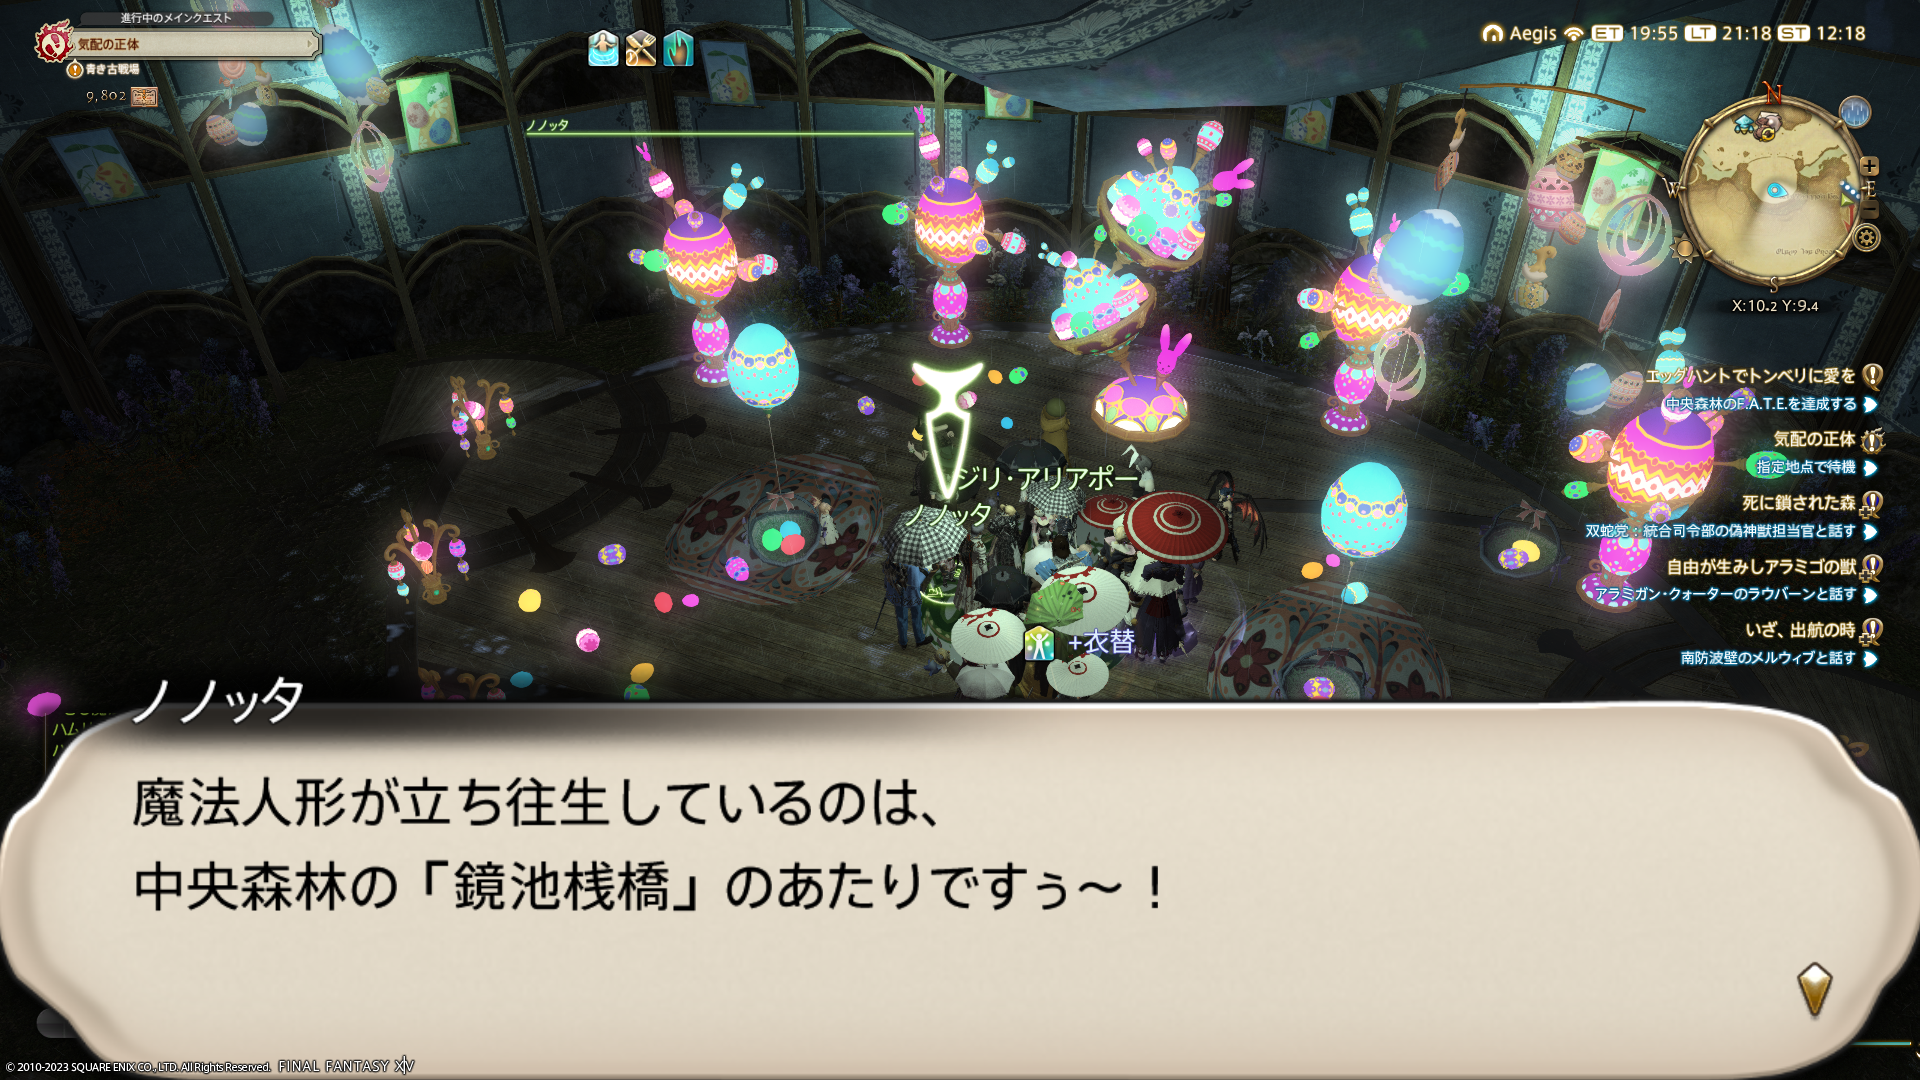 進行中のメインクエスト
気配の正体
青き古戦場
9,802
Aegis ET 19:55 LT 21:18 ST 12:18
N
W
E
S
X:10.2 Y:9.4
ノノッタ
エッグハントでトンベリに愛を
中央森林のF.A.T.E.を達成する
気配の正体
指定地点で待機
死に鎖された森
双蛇党：統合司令部の偽神獣担当官と話す
自由が生みしアラミゴの獣
アラミガン・クォーターのラウバーンと話す
いざ、出航の時
南防波壁のメルウィブと話す
ジリ・アリアポー
ノノッタ
+衣替
ノノッタ
魔法人形が立ち往生しているのは、
中央森林の「鏡池桟橋」のあたりですぅ～！
© 2010-2023 SQUARE ENIX CO., LTD. All Rights Reserved. FINAL FANTASY XIV